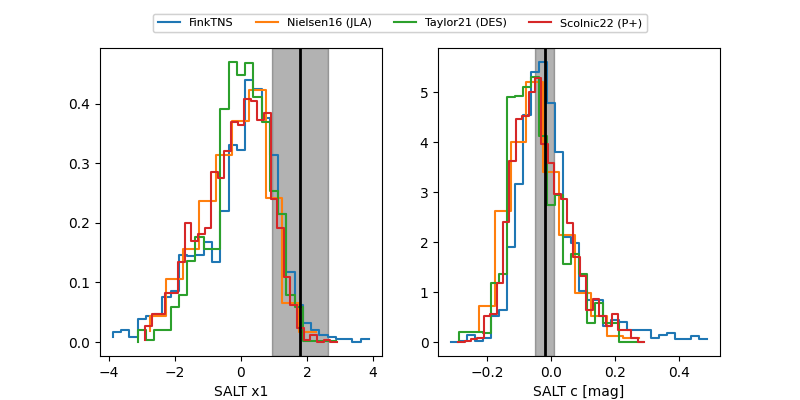 FinkTNS Nielsen16 (JLA) Taylor21 (DES) Scolnic22 (P+)
0.4
0.3
0.2
0.1
0.0
−4 −2 0 2 4
SALT x1
5
4
3
2
1
0
−0.2 0.0 0.2 0.4
SALT c [mag]